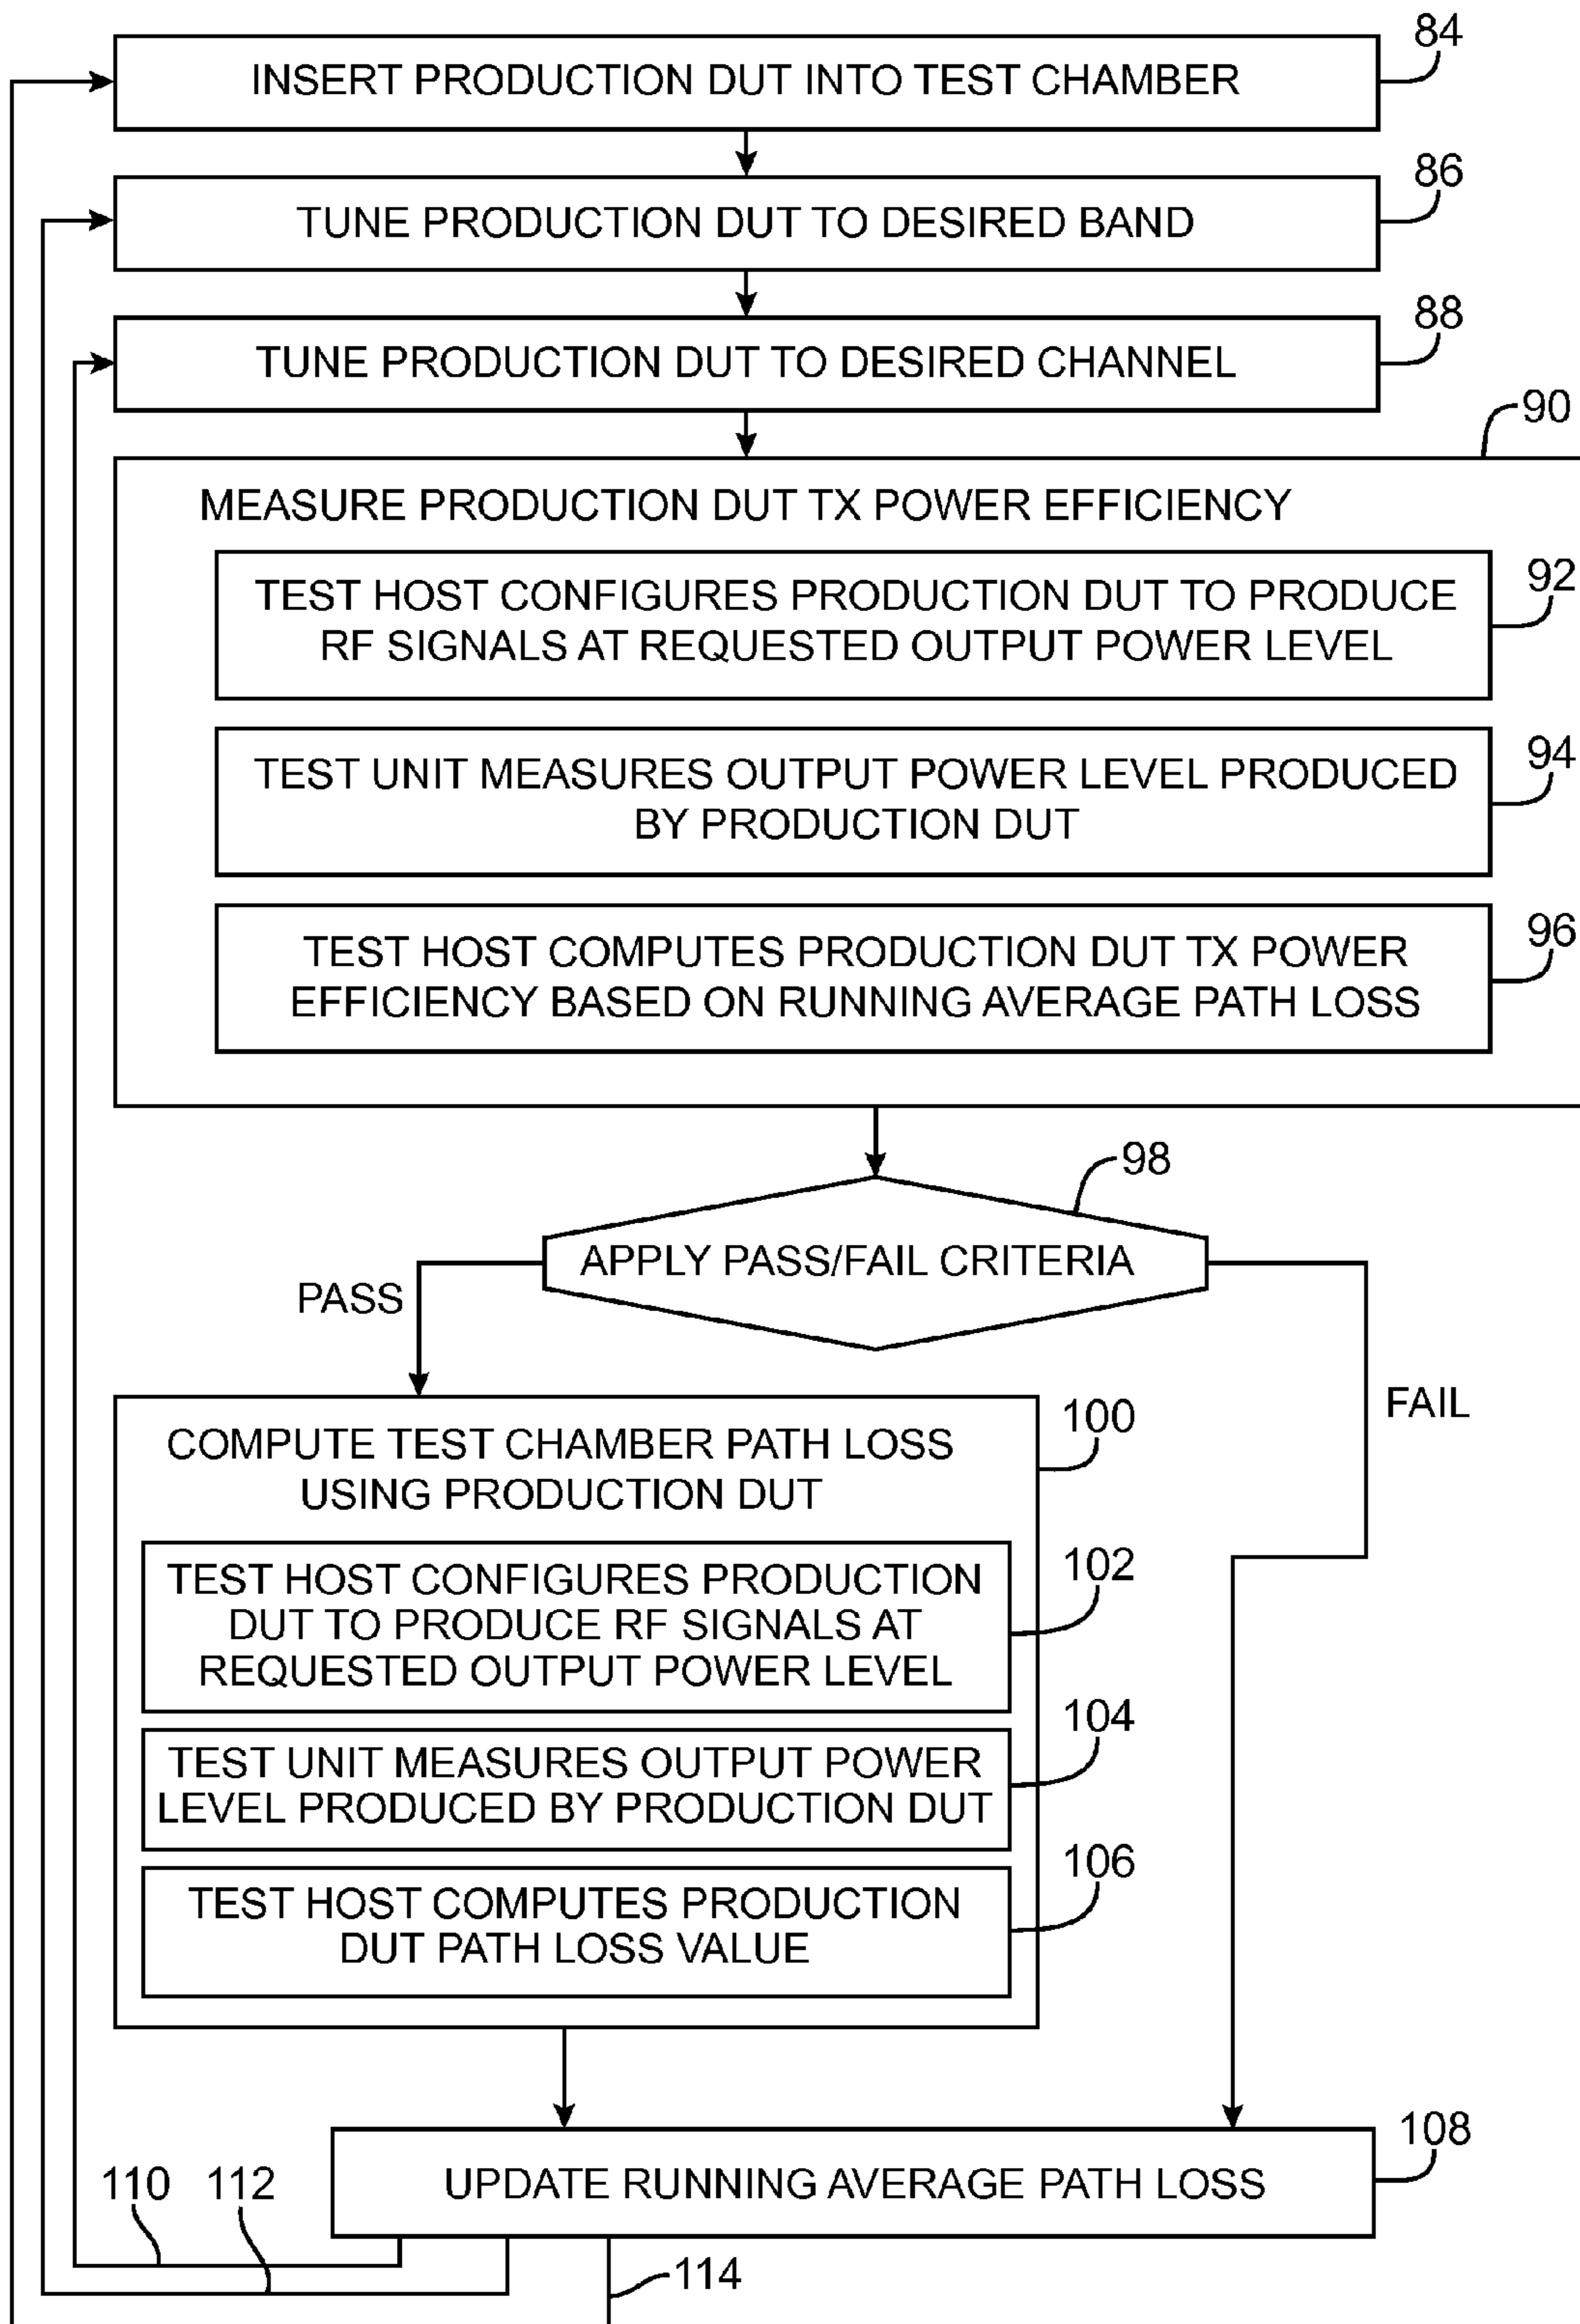 84
INSERT PRODUCTION DUT INTO TEST CHAMBER
86
TUNE PRODUCTION DUT TO DESIRED BAND
88
TUNE PRODUCTION DUT TO DESIRED CHANNEL
90
MEASURE PRODUCTION DUT TX POWER EFFICIENCY
92
TEST HOST CONFIGURES PRODUCTION DUT TO PRODUCE
RF SIGNALS AT REQUESTED OUTPUT POWER LEVEL
94
TEST UNIT MEASURES OUTPUT POWER LEVEL PRODUCED
BY PRODUCTION DUT
96
TEST HOST COMPUTES PRODUCTION DUT TX POWER
EFFICIENCY BASED ON RUNNING AVERAGE PATH LOSS
98
APPLY PASS/FAIL CRITERIA
PASS
FAIL
100
COMPUTE TEST CHAMBER PATH LOSS
USING PRODUCTION DUT
102
TEST HOST CONFIGURES PRODUCTION
DUT TO PRODUCE RF SIGNALS AT
REQUESTED OUTPUT POWER LEVEL
104
TEST UNIT MEASURES OUTPUT POWER
LEVEL PRODUCED BY PRODUCTION DUT
106
TEST HOST COMPUTES PRODUCTION
DUT PATH LOSS VALUE
108
UPDATE RUNNING AVERAGE PATH LOSS
110
112
114